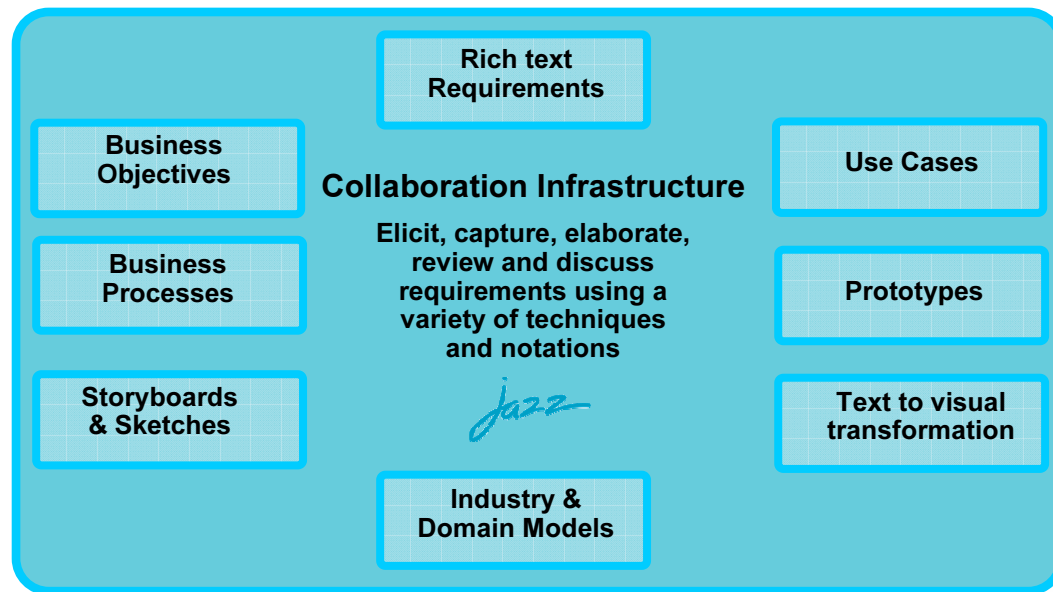 Rich text
Requirements
Business
Objectives
Use Cases
Collaboration Infrastructure
Elicit, capture, elaborate,
review and discuss
requirements using a
variety of techniques
and notations
Business
Processes
Prototypes
Storyboards
& Sketches
jazz
Text to visual
transformation
Industry &
Domain Models